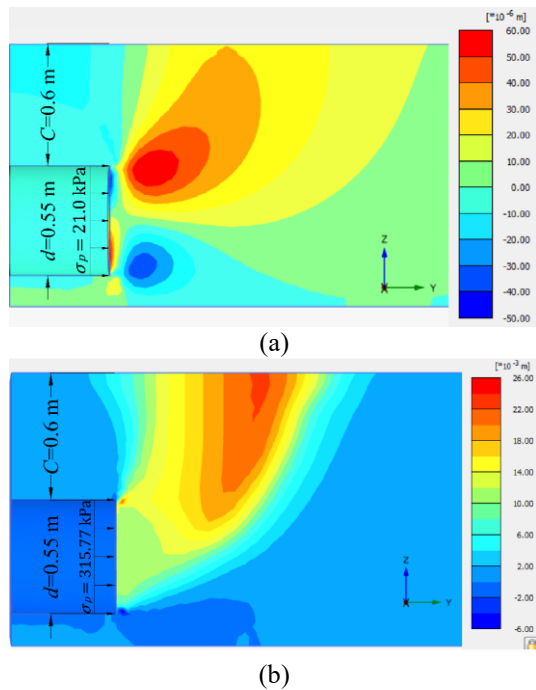 [*10⁻⁶ m]
60.00
50.00
40.00
30.00
20.00
10.00
0.00
-10.00
-20.00
-30.00
-40.00
-50.00
C=0.6 m
d=0.55 m
σₚ = 21.0 kPa
Z
Y
X
(a)
[*10⁻³ m]
26.00
22.00
18.00
14.00
10.00
6.00
2.00
-2.00
-6.00
C=0.6 m
d=0.55 m
σₚ = 315.77 kPa
Z
Y
X
(b)